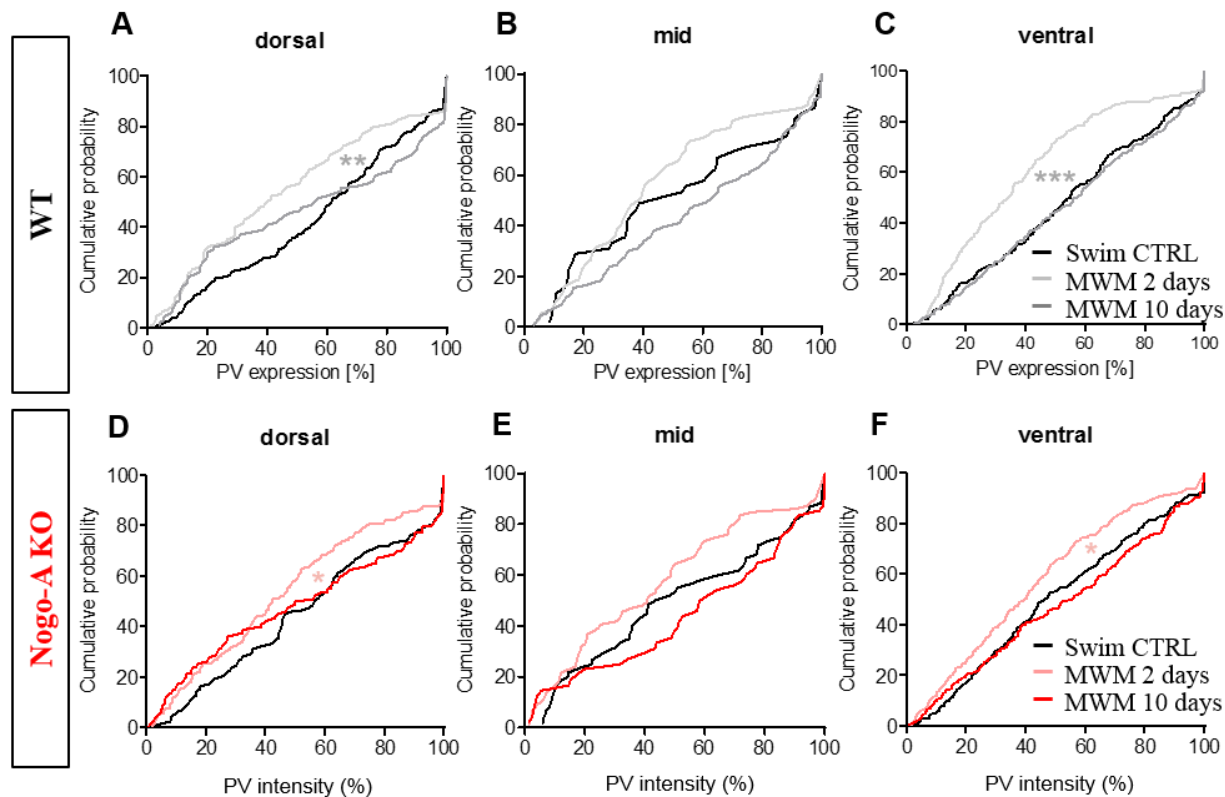 A
dorsal
B
mid
C
ventral
WT
Cumulative probability
100
80
60
40
20
0
**
0 20 40 60 80 100
PV expression [%]
Cumulative probability
100
80
60
40
20
0
0 20 40 60 80 100
PV expression [%]
Cumulative probability
100
80
60
40
20
0
***
Swim CTRL
MWM 2 days
MWM 10 days
0 20 40 60 80 100
PV expression [%]
Nogo-A KO
D
dorsal
E
mid
F
ventral
Cumulative probability
100
80
60
40
20
0
*
0 20 40 60 80 100
PV intensity (%)
Cumulative probability
100
80
60
40
20
0
0 20 40 60 80 100
PV intensity (%)
Cumulative probability
100
80
60
40
20
0
*
Swim CTRL
MWM 2 days
MWM 10 days
0 20 40 60 80 100
PV intensity (%)